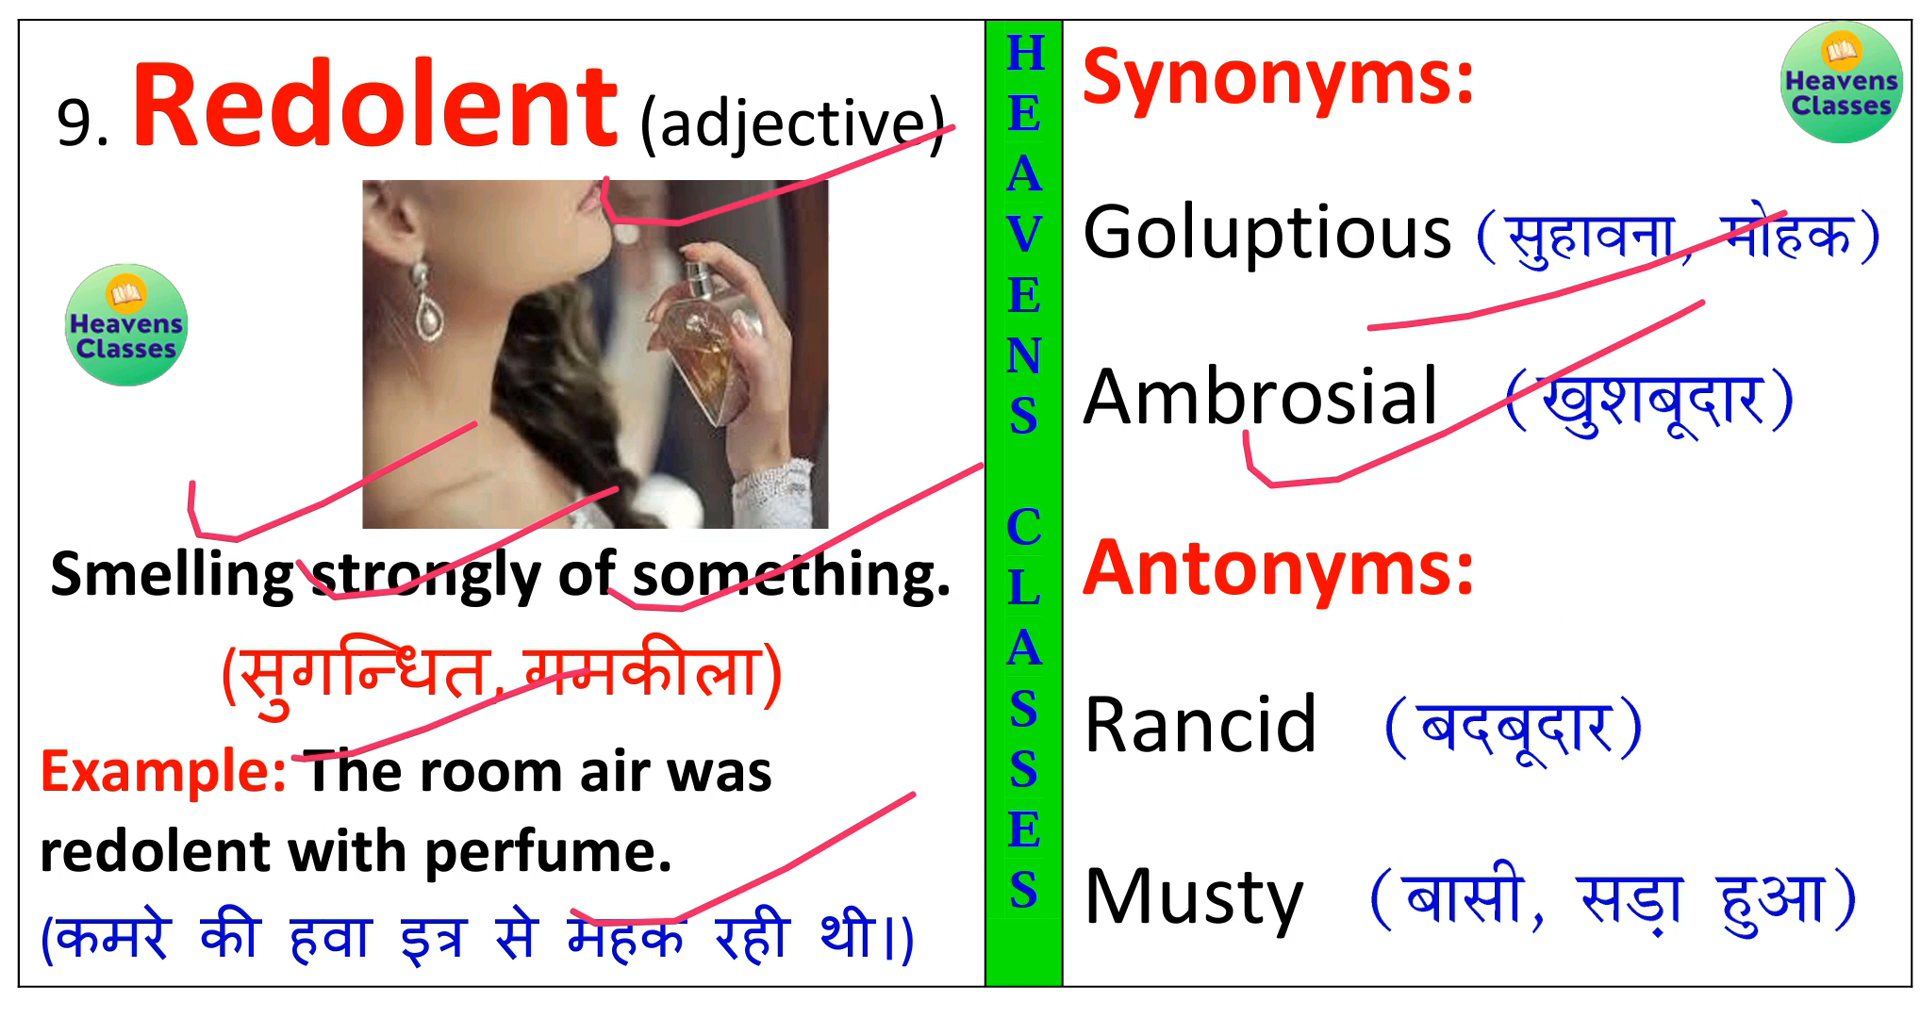 9. Redolent (adjective)
Heavens
Classes
Smelling strongly of something.
(सुगन्धित, गमकीला)
Example: The room air was
redolent with perfume.
(कमरे की हवा इत्र से महक रही थी।)
HEAVENS CLASSES
Synonyms:
Heavens
Classes
Goluptious (सुहावना, मोहक)
Ambrosial (खुशबूदार)
Antonyms:
Rancid (बदबूदार)
Musty (बासी, सड़ा हुआ)